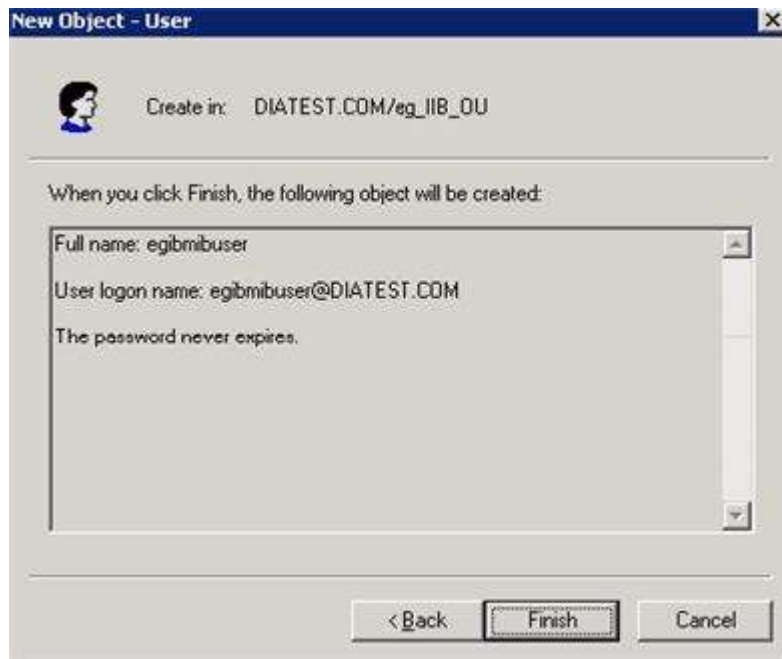 New Object - User
Create in: DIATEST.COM/eg_IIB_OU
When you click Finish, the following object will be created:
Full name: egibmibuser
User logon name: egibmibuser@DIATEST.COM
The password never expires.
< Back
Finish
Cancel